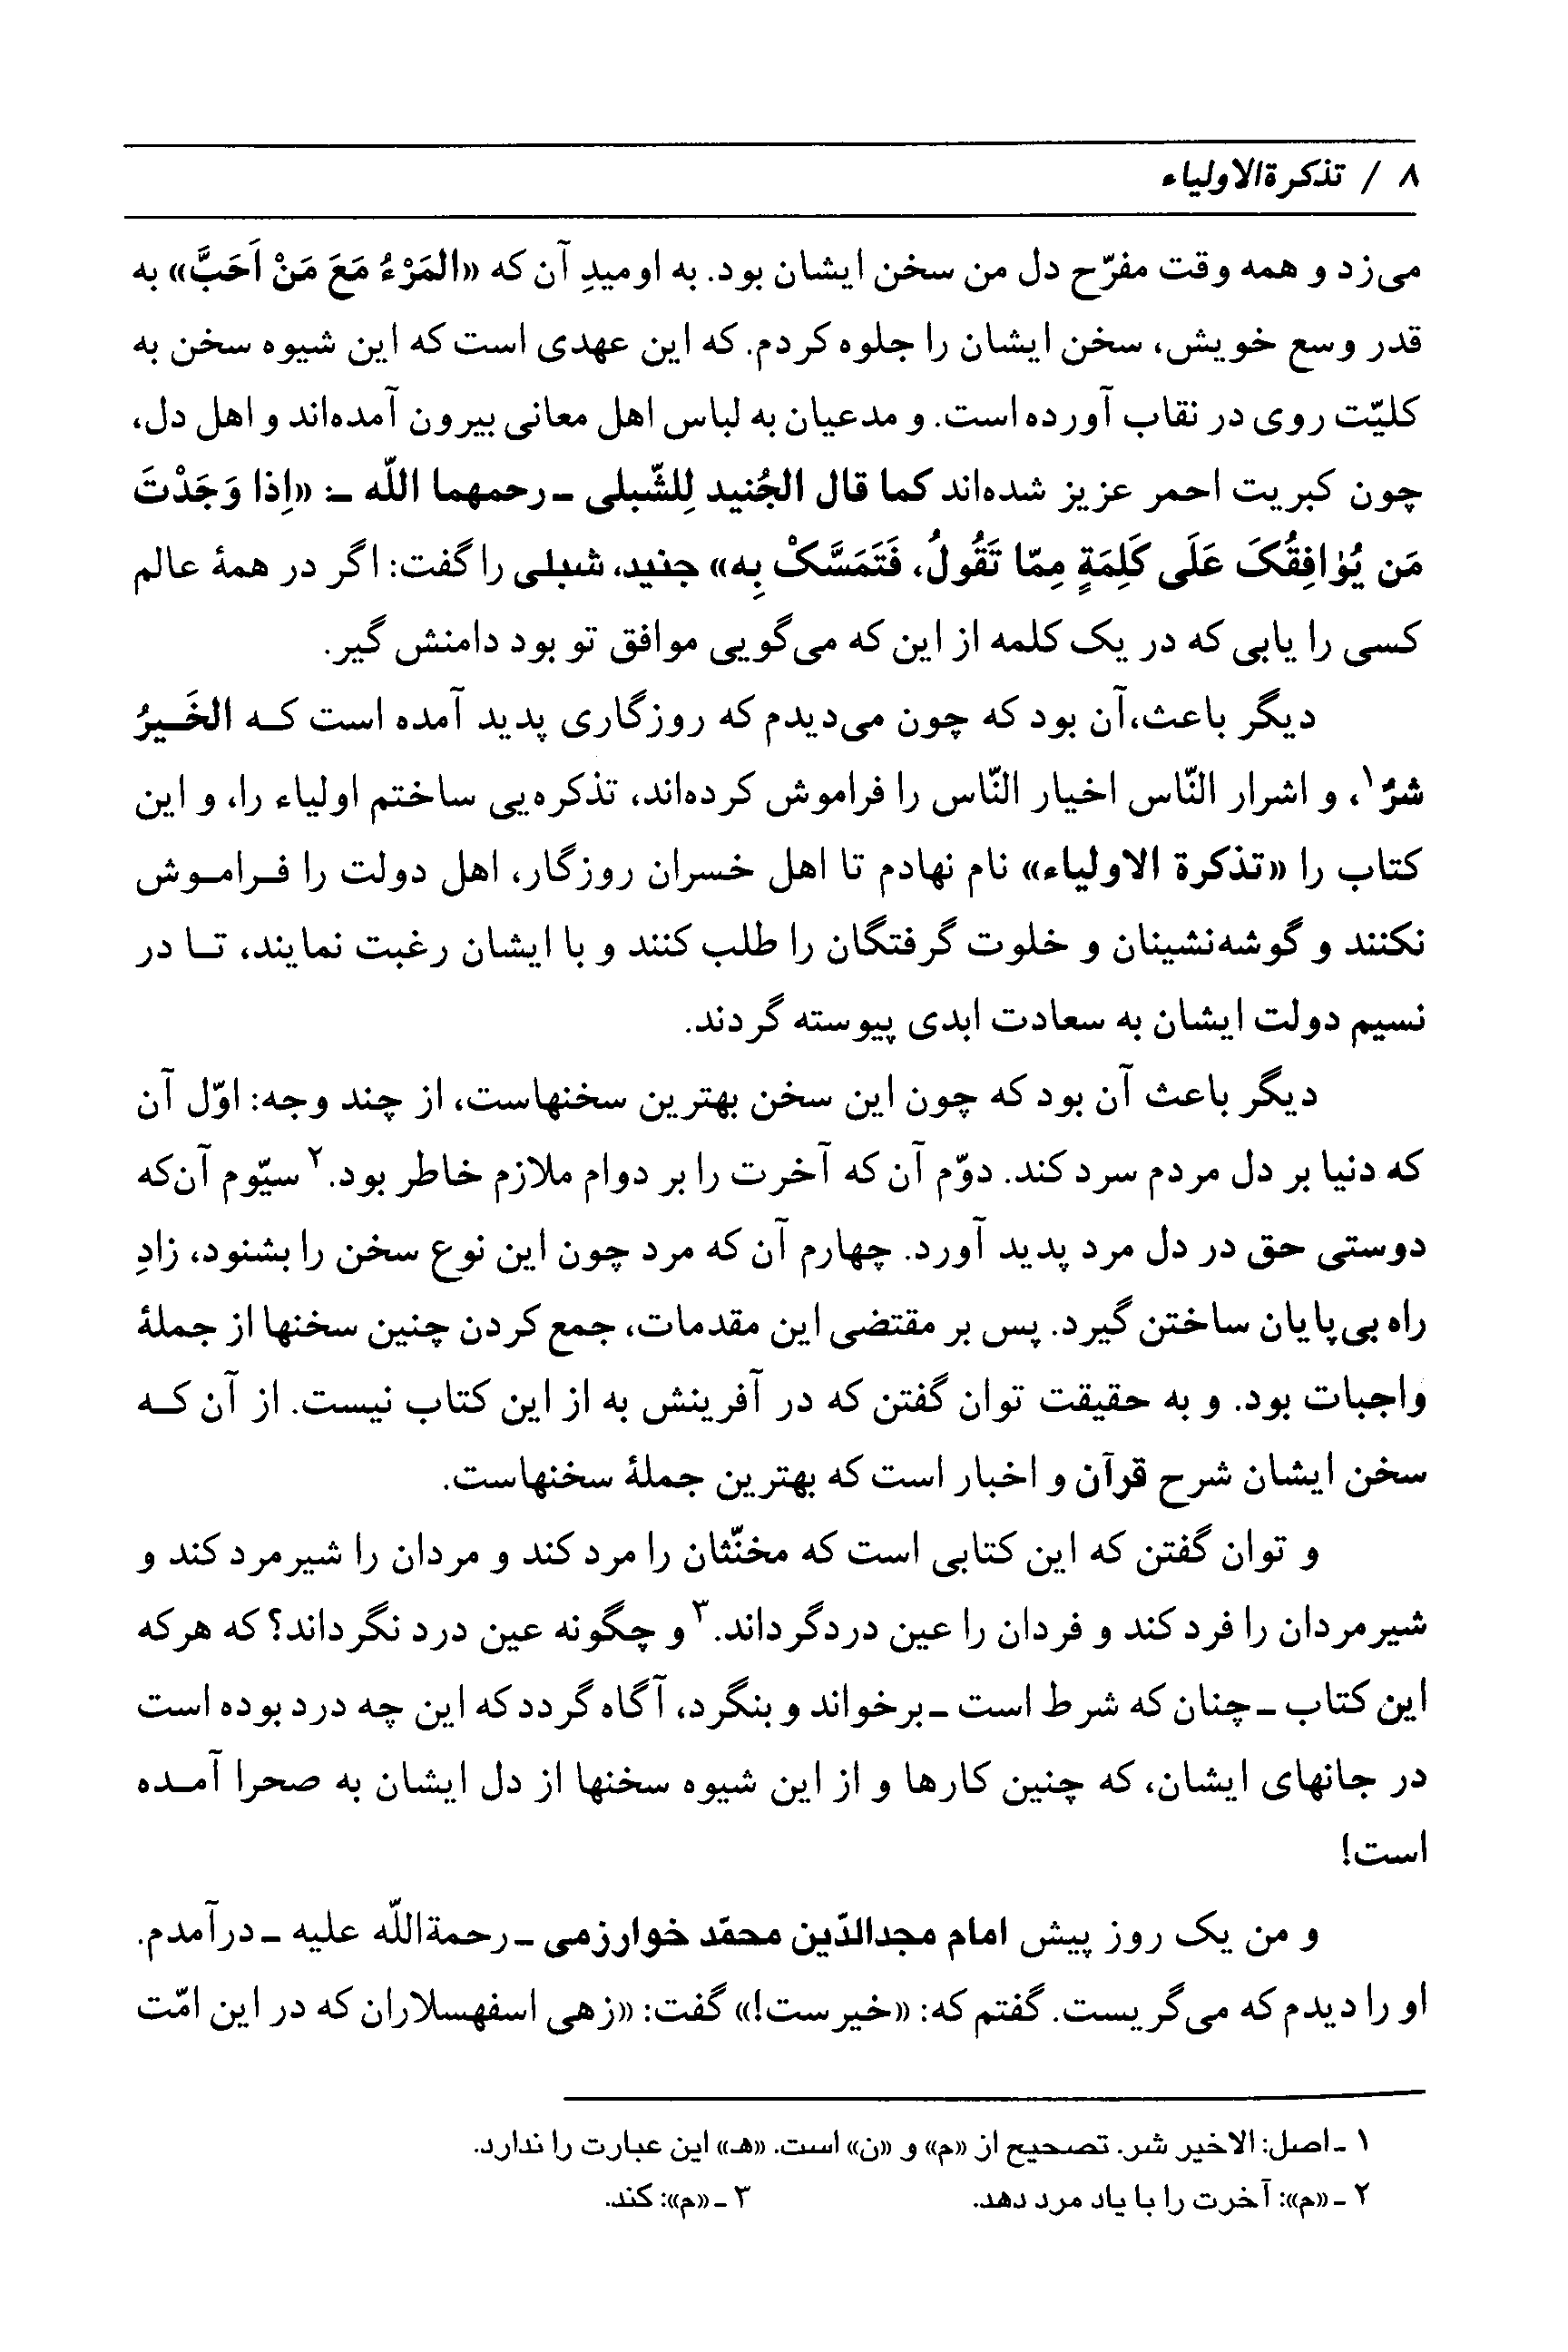 ۸ / تذکرةالاولیاء
می‌زد و همه وقت مفرّح دل من سخن ایشان بود. به اومیدِ آن که «المَرْءُ مَعَ مَنْ اَحَبَّ» به
قدر وسع خویش، سخن ایشان را جلوه کردم. که این عهدی است که این شیوه سخن به
کلیّت روی در نقاب آورده است. و مدعیان به لباس اهل معانی بیرون آمده‌اند و اهل دل،
چون کبریت احمر عزیز شده‌اند کما قال الجُنید لِلشّبلی ـ رحمهما اللّه ـ: «اِذا وَجَدْتَ
مَن یُوٰافِقُکَ عَلَی کَلِمَةٍ مِمّا تَقُولُ، فَتَمَسَّکْ بِه» جنید، شبلی را گفت: اگر در همهٔ عالم
کسی را یابی که در یک کلمه از این که می‌گویی موافق تو بود دامنش گیر.
دیگر باعث،آن بود که چون می‌دیدم که روزگاری پدید آمده است کـه الخَـیرُ
شرٌ۱، و اشرار النّاس اخیار النّاس را فراموش کرده‌اند، تذکره‌یی ساختم اولیاء را، و این
کتاب را «تذکرة الاولیاء» نام نهادم تا اهل خسران روزگار، اهل دولت را فـرامـوش
نکنند و گوشه‌نشینان و خلوت گرفتگان را طلب کنند و با ایشان رغبت نمایند، تـا در
نسیم دولت ایشان به سعادت ابدی پیوسته گردند.
دیگر باعث آن بود که چون این سخن بهترین سخنهاست، از چند وجه: اوّل آن
که دنیا بر دل مردم سرد کند. دوّم آن که آخرت را بر دوام ملازم خاطر بود.۲ سیّوم آن‌که
دوستی حق در دل مرد پدید آورد. چهارم آن که مرد چون این نوع سخن را بشنود، زادِ
راه بی‌پایان ساختن گیرد. پس بر مقتضی این مقدمات، جمع کردن چنین سخنها از جملهٔ
واجبات بود. و به حقیقت توان گفتن که در آفرینش به از این کتاب نیست. از آن کـه
سخن ایشان شرح قرآن و اخبار است که بهترین جملهٔ سخنهاست.
و توان گفتن که این کتابی است که مخنّثان را مرد کند و مردان را شیرمرد کند و
شیرمردان را فرد کند و فردان را عین درد گرداند.۳ و چگونه عین درد نگرداند؟ که هرکه
این کتاب ـ چنان که شرط است ـ برخواند و بنگرد، آگاه گردد که این چه درد بوده است
در جانهای ایشان، که چنین کارها و از این شیوه سخنها از دل ایشان به صحرا آمـده
است!
و من یک روز پیش امام مجدالدّین محمّد خوارزمی ـ رحمةاللّه علیه ـ درآمدم.
او را دیدم که می‌گریست. گفتم که: «خیرست!» گفت: «زهی اسفهسلاران که در این امّت
۱ ـ اصل: الاخیر شر. تصحیح از «م» و «ن» است. «هـ» این عبارت را ندارد.
۲ ـ «م»: آخرت را با یاد مرد دهد. ۳ ـ «م»: کند.